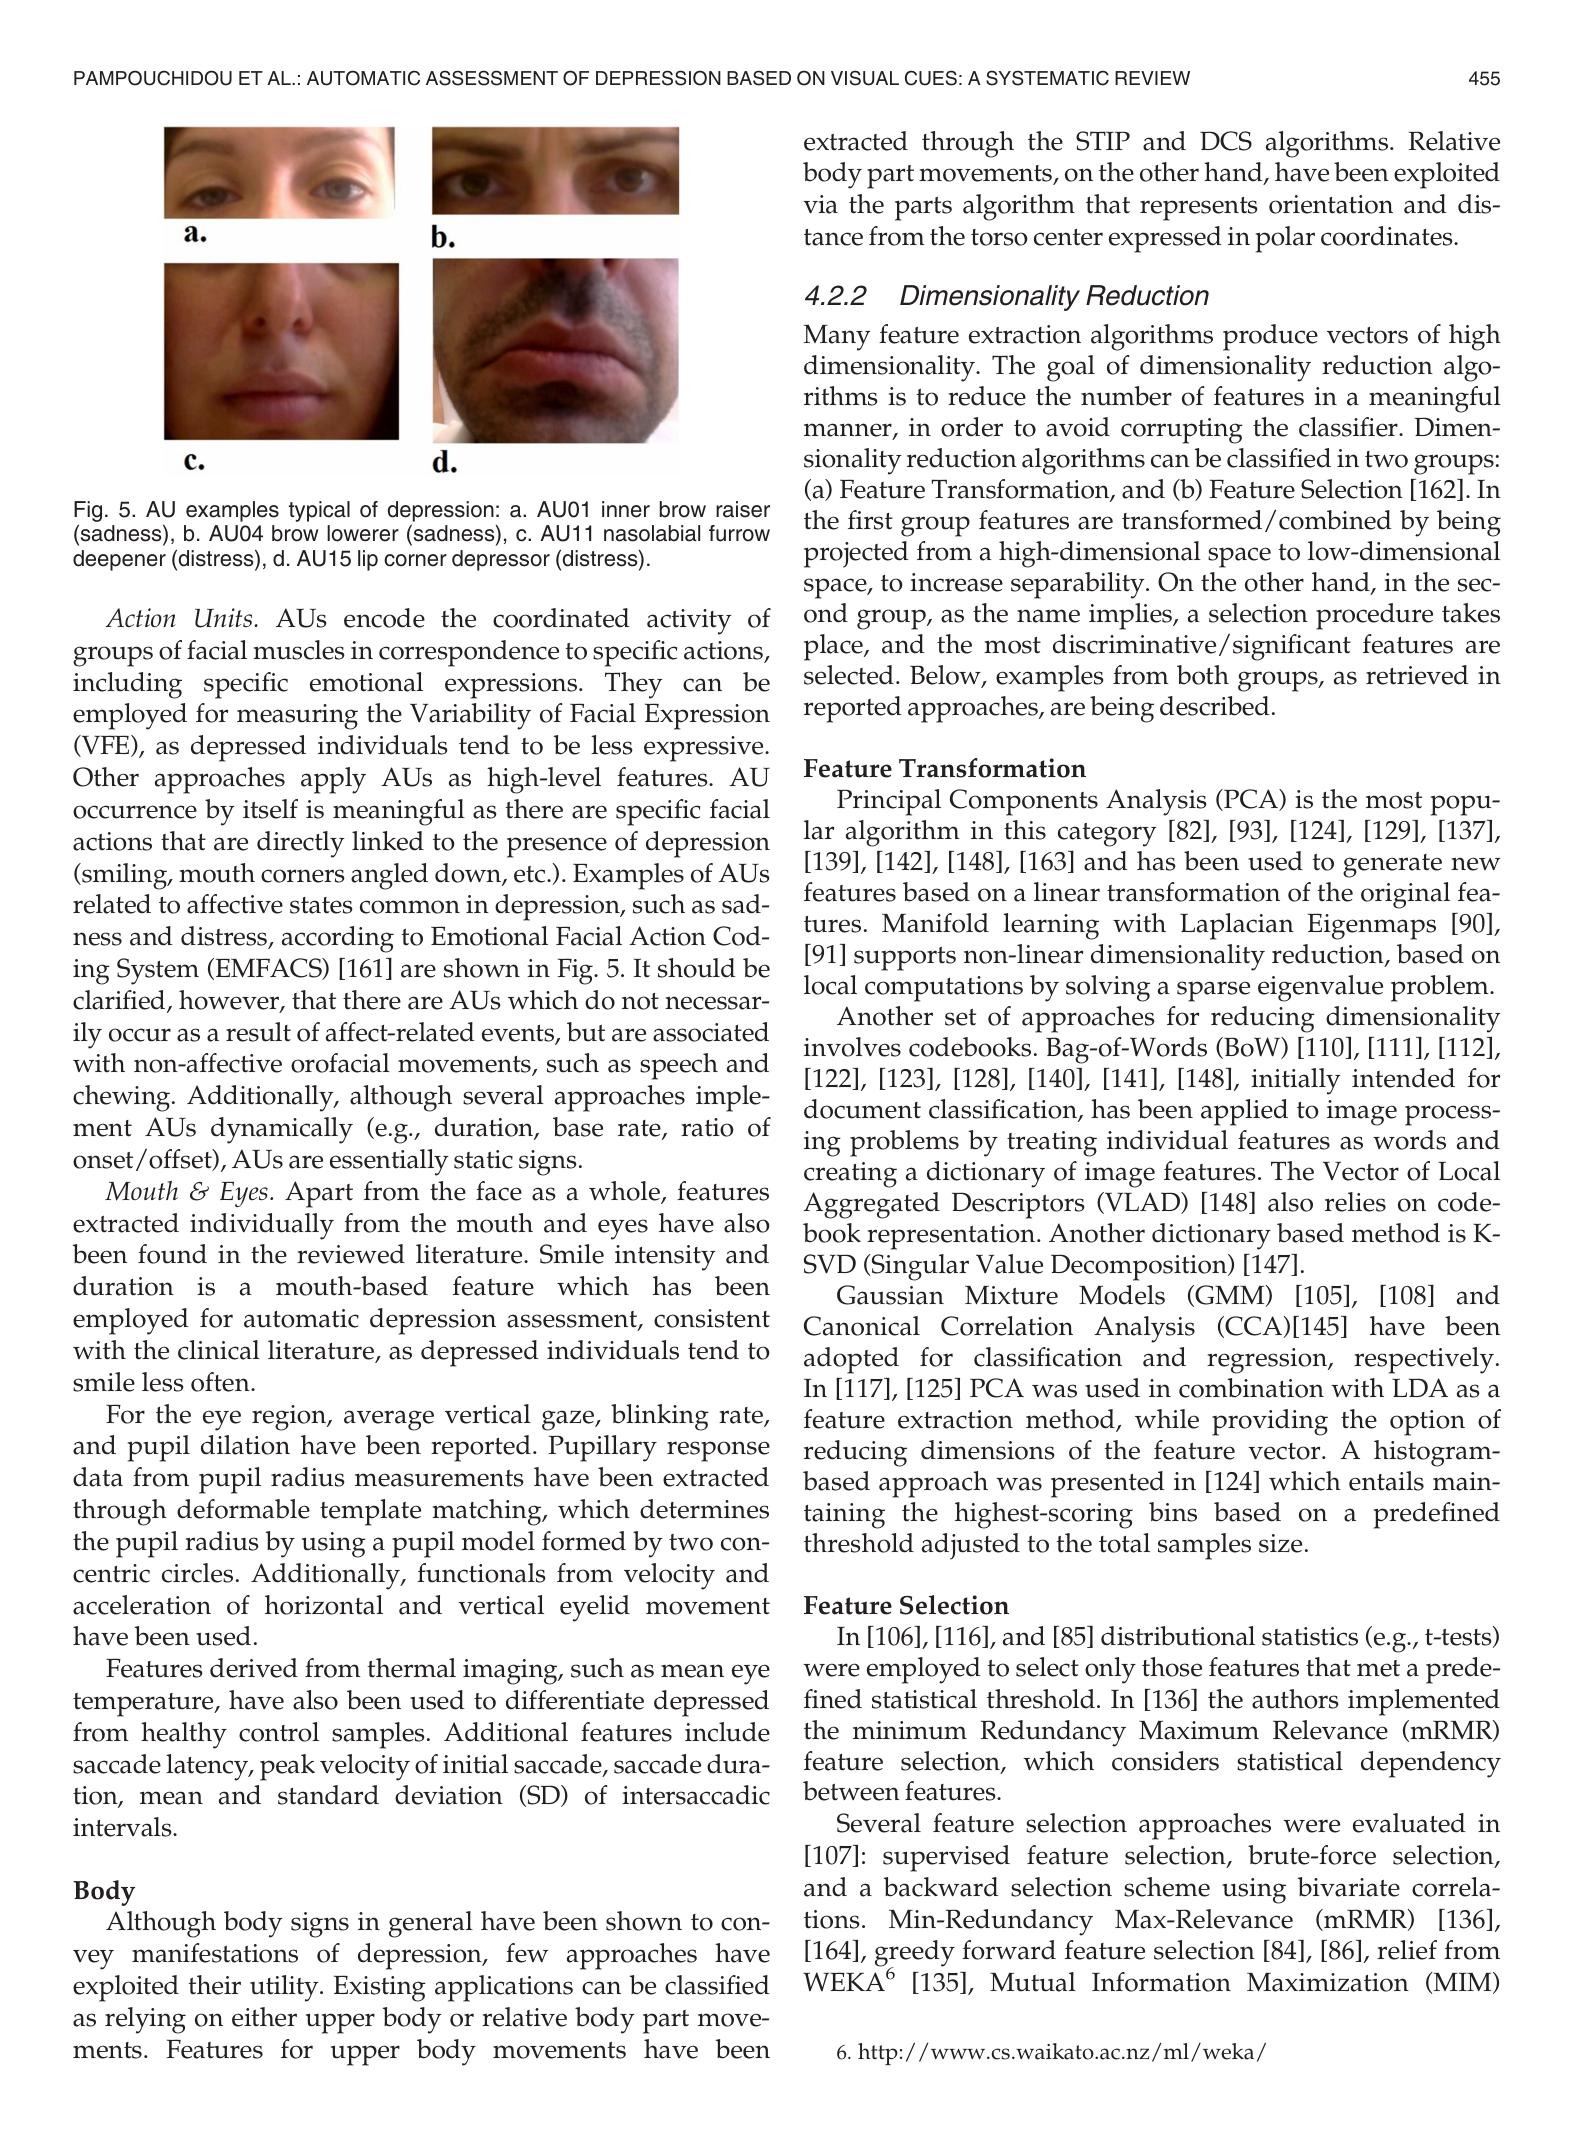 PAMPOUCHIDOU ET AL.: AUTOMATIC ASSESSMENT OF DEPRESSION BASED ON VISUAL CUES: A SYSTEMATIC REVIEW 455
a.
b.
c.
d.
Fig. 5. AU examples typical of depression: a. AU01 inner brow raiser
(sadness), b. AU04 brow lowerer (sadness), c. AU11 nasolabial furrow
deepener (distress), d. AU15 lip corner depressor (distress).
Action Units. AUs encode the coordinated activity of
groups of facial muscles in correspondence to specific actions,
including specific emotional expressions. They can be
employed for measuring the Variability of Facial Expression
(VFE), as depressed individuals tend to be less expressive.
Other approaches apply AUs as high-level features. AU
occurrence by itself is meaningful as there are specific facial
actions that are directly linked to the presence of depression
(smiling, mouth corners angled down, etc.). Examples of AUs
related to affective states common in depression, such as sad-
ness and distress, according to Emotional Facial Action Cod-
ing System (EMFACS) [161] are shown in Fig. 5. It should be
clarified, however, that there are AUs which do not necessar-
ily occur as a result of affect-related events, but are associated
with non-affective orofacial movements, such as speech and
chewing. Additionally, although several approaches imple-
ment AUs dynamically (e.g., duration, base rate, ratio of
onset/offset), AUs are essentially static signs.
Mouth & Eyes. Apart from the face as a whole, features
extracted individually from the mouth and eyes have also
been found in the reviewed literature. Smile intensity and
duration is a mouth-based feature which has been
employed for automatic depression assessment, consistent
with the clinical literature, as depressed individuals tend to
smile less often.
For the eye region, average vertical gaze, blinking rate,
and pupil dilation have been reported. Pupillary response
data from pupil radius measurements have been extracted
through deformable template matching, which determines
the pupil radius by using a pupil model formed by two con-
centric circles. Additionally, functionals from velocity and
acceleration of horizontal and vertical eyelid movement
have been used.
Features derived from thermal imaging, such as mean eye
temperature, have also been used to differentiate depressed
from healthy control samples. Additional features include
saccade latency, peak velocity of initial saccade, saccade dura-
tion, mean and standard deviation (SD) of intersaccadic
intervals.
Body
Although body signs in general have been shown to con-
vey manifestations of depression, few approaches have
exploited their utility. Existing applications can be classified
as relying on either upper body or relative body part move-
ments. Features for upper body movements have been
extracted through the STIP and DCS algorithms. Relative
body part movements, on the other hand, have been exploited
via the parts algorithm that represents orientation and dis-
tance from the torso center expressed in polar coordinates.
4.2.2 Dimensionality Reduction
Many feature extraction algorithms produce vectors of high
dimensionality. The goal of dimensionality reduction algo-
rithms is to reduce the number of features in a meaningful
manner, in order to avoid corrupting the classifier. Dimen-
sionality reduction algorithms can be classified in two groups:
(a) Feature Transformation, and (b) Feature Selection [162]. In
the first group features are transformed/combined by being
projected from a high-dimensional space to low-dimensional
space, to increase separability. On the other hand, in the sec-
ond group, as the name implies, a selection procedure takes
place, and the most discriminative/significant features are
selected. Below, examples from both groups, as retrieved in
reported approaches, are being described.
Feature Transformation
Principal Components Analysis (PCA) is the most popu-
lar algorithm in this category [82], [93], [124], [129], [137],
[139], [142], [148], [163] and has been used to generate new
features based on a linear transformation of the original fea-
tures. Manifold learning with Laplacian Eigenmaps [90],
[91] supports non-linear dimensionality reduction, based on
local computations by solving a sparse eigenvalue problem.
Another set of approaches for reducing dimensionality
involves codebooks. Bag-of-Words (BoW) [110], [111], [112],
[122], [123], [128], [140], [141], [148], initially intended for
document classification, has been applied to image process-
ing problems by treating individual features as words and
creating a dictionary of image features. The Vector of Local
Aggregated Descriptors (VLAD) [148] also relies on code-
book representation. Another dictionary based method is K-
SVD (Singular Value Decomposition) [147].
Gaussian Mixture Models (GMM) [105], [108] and
Canonical Correlation Analysis (CCA)[145] have been
adopted for classification and regression, respectively.
In [117], [125] PCA was used in combination with LDA as a
feature extraction method, while providing the option of
reducing dimensions of the feature vector. A histogram-
based approach was presented in [124] which entails main-
taining the highest-scoring bins based on a predefined
threshold adjusted to the total samples size.
Feature Selection
In [106], [116], and [85] distributional statistics (e.g., t-tests)
were employed to select only those features that met a prede-
fined statistical threshold. In [136] the authors implemented
the minimum Redundancy Maximum Relevance (mRMR)
feature selection, which considers statistical dependency
between features.
Several feature selection approaches were evaluated in
[107]: supervised feature selection, brute-force selection,
and a backward selection scheme using bivariate correla-
tions. Min-Redundancy Max-Relevance (mRMR) [136],
[164], greedy forward feature selection [84], [86], relief from
WEKA⁶ [135], Mutual Information Maximization (MIM)
6. http://www.cs.waikato.ac.nz/ml/weka/